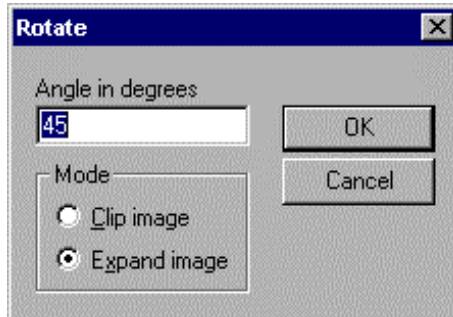 Rotate
Angle in degrees
45
OK
Cancel
Mode
Clip image
Expand image